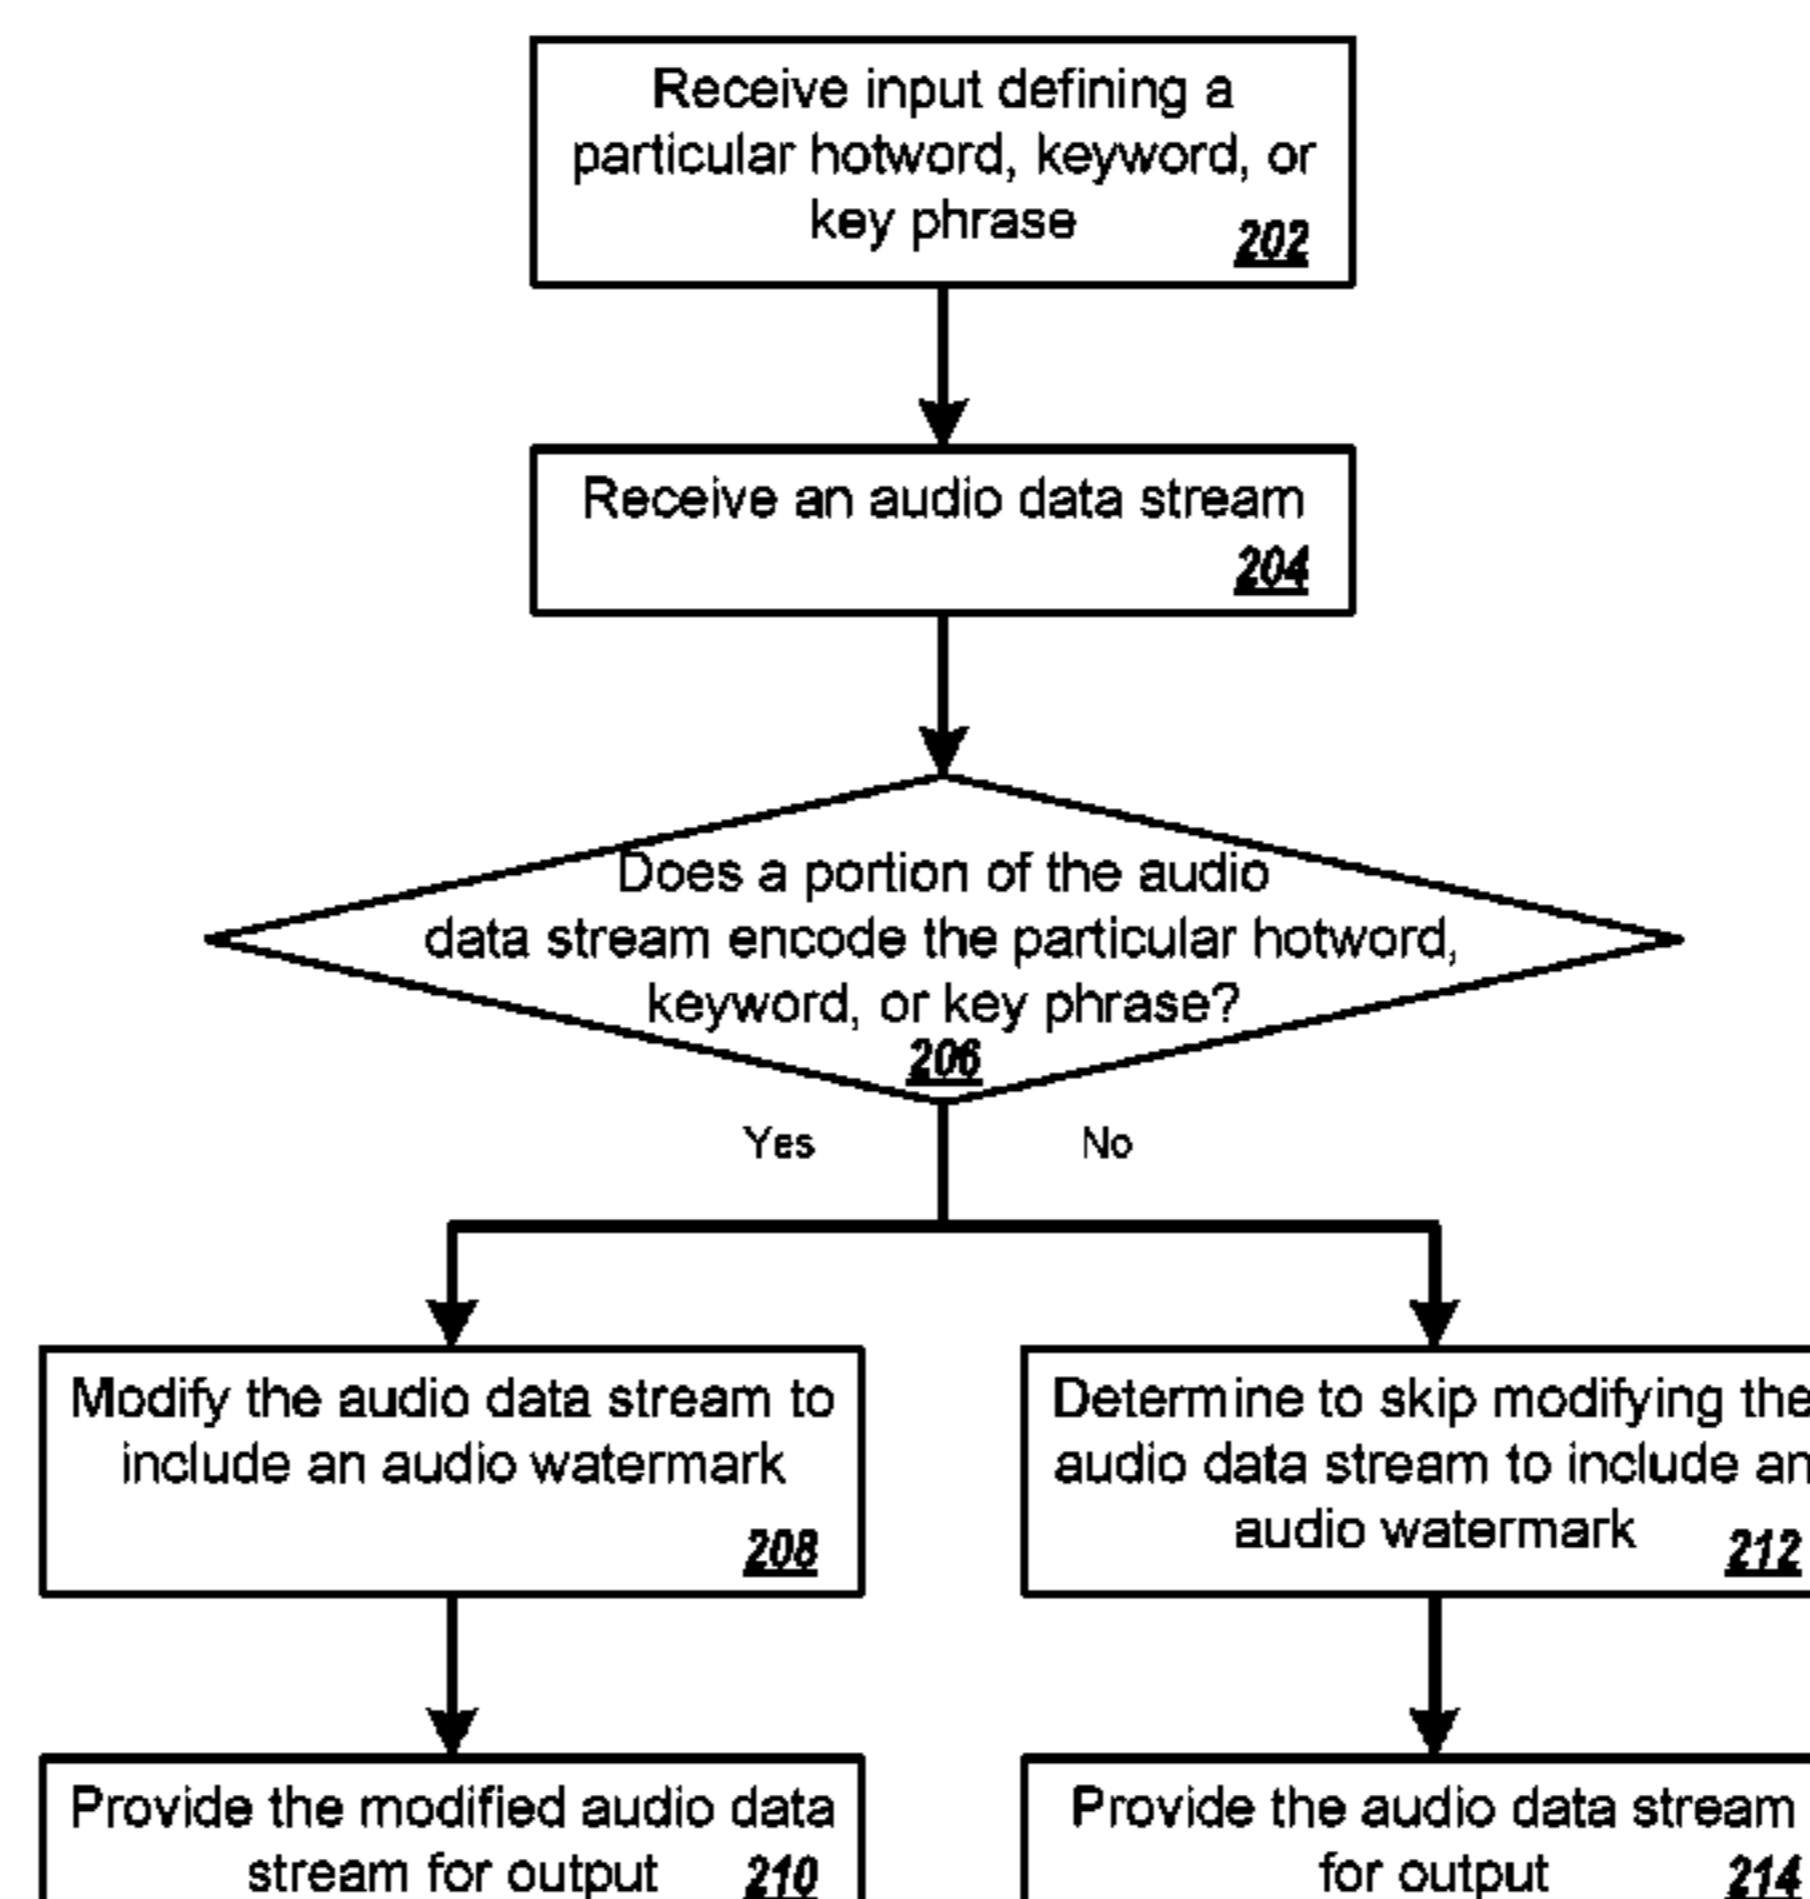 Receive input defining a
particular hotword, keyword, or
key phrase
202
Receive an audio data stream
204
Does a portion of the audio
data stream encode the particular hotword,
keyword, or key phrase?
206
Yes
No
Modify the audio data stream to
include an audio watermark
208
Determine to skip modifying the
audio data stream to include an
audio watermark
212
Provide the modified audio data
stream for output
210
Provide the audio data stream
for output
214